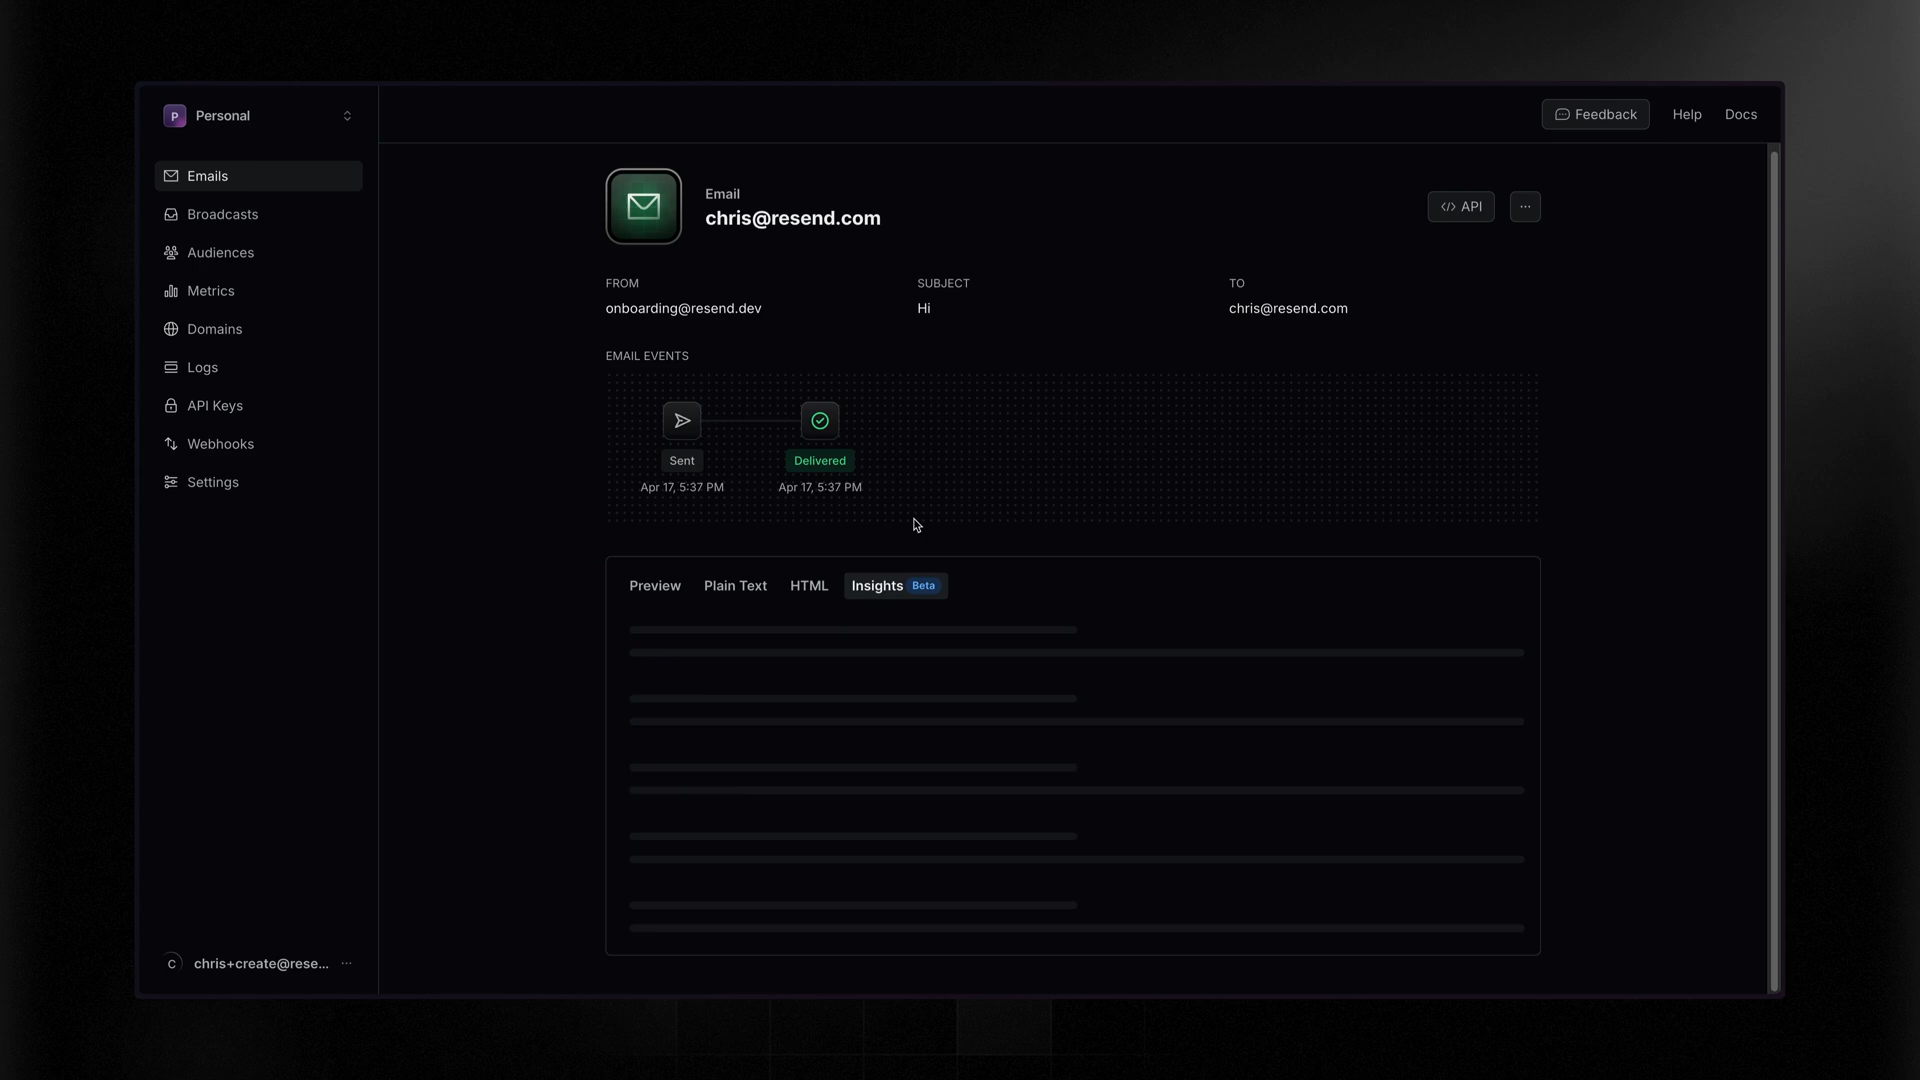 P Personal
Feedback
Help
Docs
Emails
Broadcasts
Audiences
Metrics
Domains
Logs
API Keys
Webhooks
Settings
C chris+create@rese... ...
Email
chris@resend.com
</> API
...
FROM
onboarding@resend.dev
SUBJECT
Hi
TO
chris@resend.com
EMAIL EVENTS
Sent
Apr 17, 5:37 PM
Delivered
Apr 17, 5:37 PM
Preview
Plain Text
HTML
Insights Beta